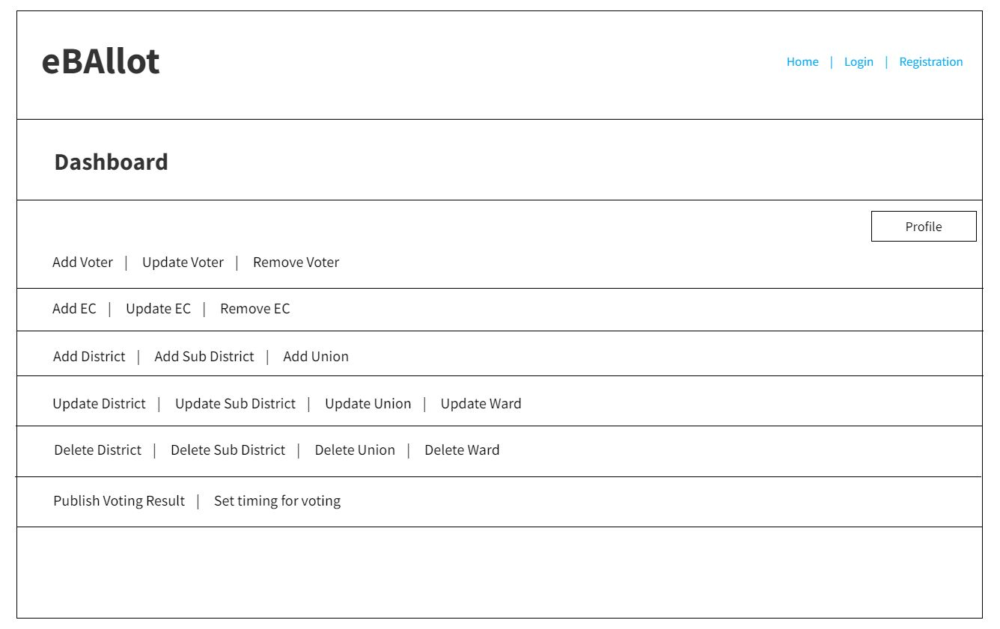 eBAllot
Home | Login | Registration
Dashboard
Profile
Add Voter | Update Voter | Remove Voter
Add EC | Update EC | Remove EC
Add District | Add Sub District | Add Union
Update District | Update Sub District | Update Union | Update Ward
Delete District | Delete Sub District | Delete Union | Delete Ward
Publish Voting Result | Set timing for voting